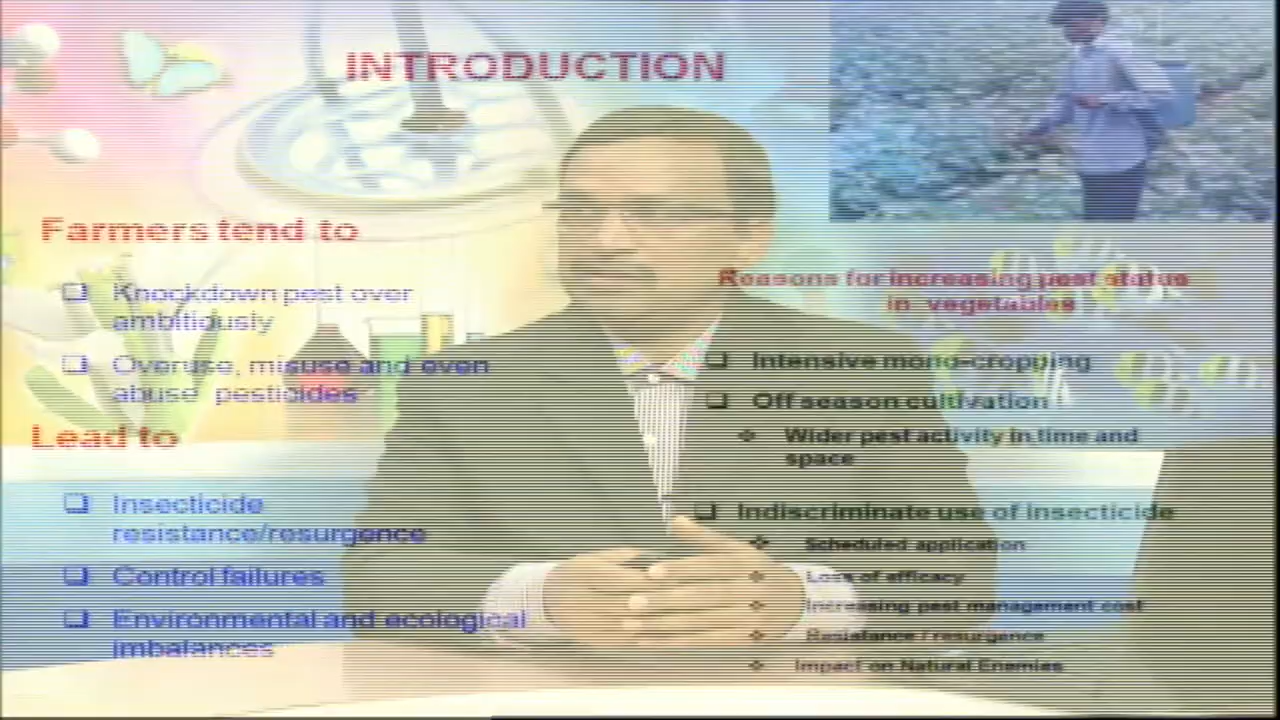 INTRODUCTION
Farmers tend to
Knockdown pest over
ambitiously
Overuse, misuse and even
abuse pesticides
Lead to
Insecticide
resistance/resurgence
Control failures
Environmental and ecological
imbalances
Reasons for increasing pest status
in vegetables
Intensive mono-cropping
Off season cultivation
Wider pest activity in time and
space
Indiscriminate use of insecticide
Scheduled application
Loss of efficacy
Increasing pest management cost
Resistance / resurgence
Impact on Natural Enemies